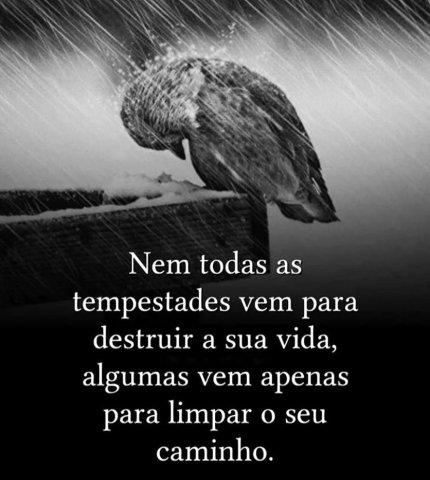 Nem todas as
tempestades vem para
destruir a sua vida,
algumas vem apenas
para limpar o seu
caminho.